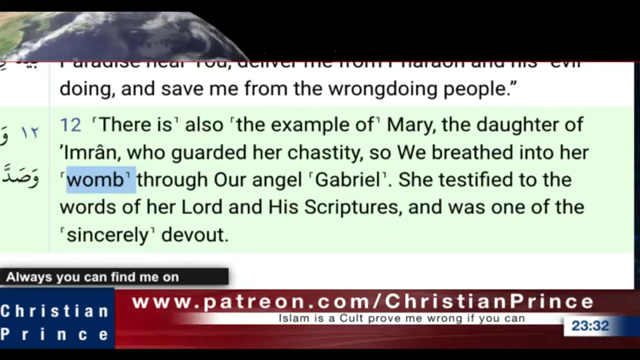 Paradise near You, deliver me from Pharaoh and his ⸢evil⸣
doing, and save me from the wrongdoing people.”
١٢
12 ⸢There is⸣ also ⸢the example of⸣ Mary, the daughter of
’Imrân, who guarded her chastity, so We breathed into her
وَصَدَّ
⸢womb⸣ through Our angel ⸢Gabriel⸣. She testified to the
words of her Lord and His Scriptures, and was one of the
⸢sincerely⸣ devout.
Always you can find me on
Christian
Prince
www.patreon.com/ChristianPrince
Islam is a Cult prove me wrong if you can
23:32